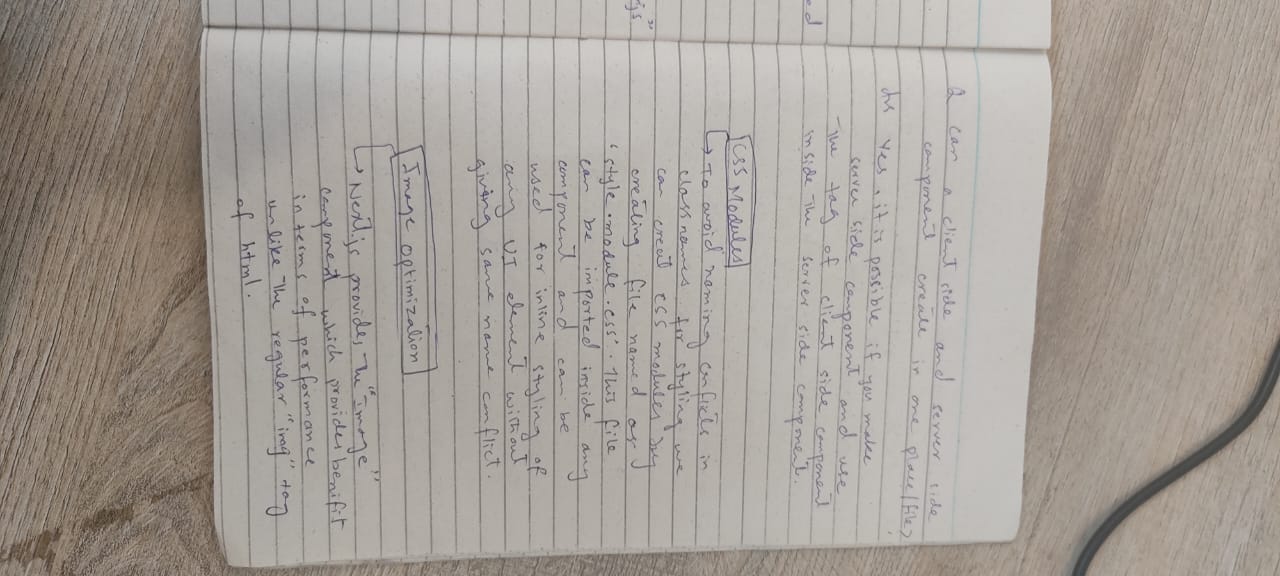 ed
js"
Q can a client side and server side
component create in one place/file?
Ans Yes, it is possible if you make
server side component and use
the tag of client side component
inside the server side component.
CSS Modules
↳ To avoid naming conficts in
classnames for styling we
can creat CSS modules by
creating file named as
'style.module.css'. This file
can be imported inside any
component and can be
used for inline styling of
any UI element without
giving same name conflict.
Image optimization
↳ Nextjs provides the "image"
component which provides benifit
in terms of performance
unlike the regular "img" tag
of html.